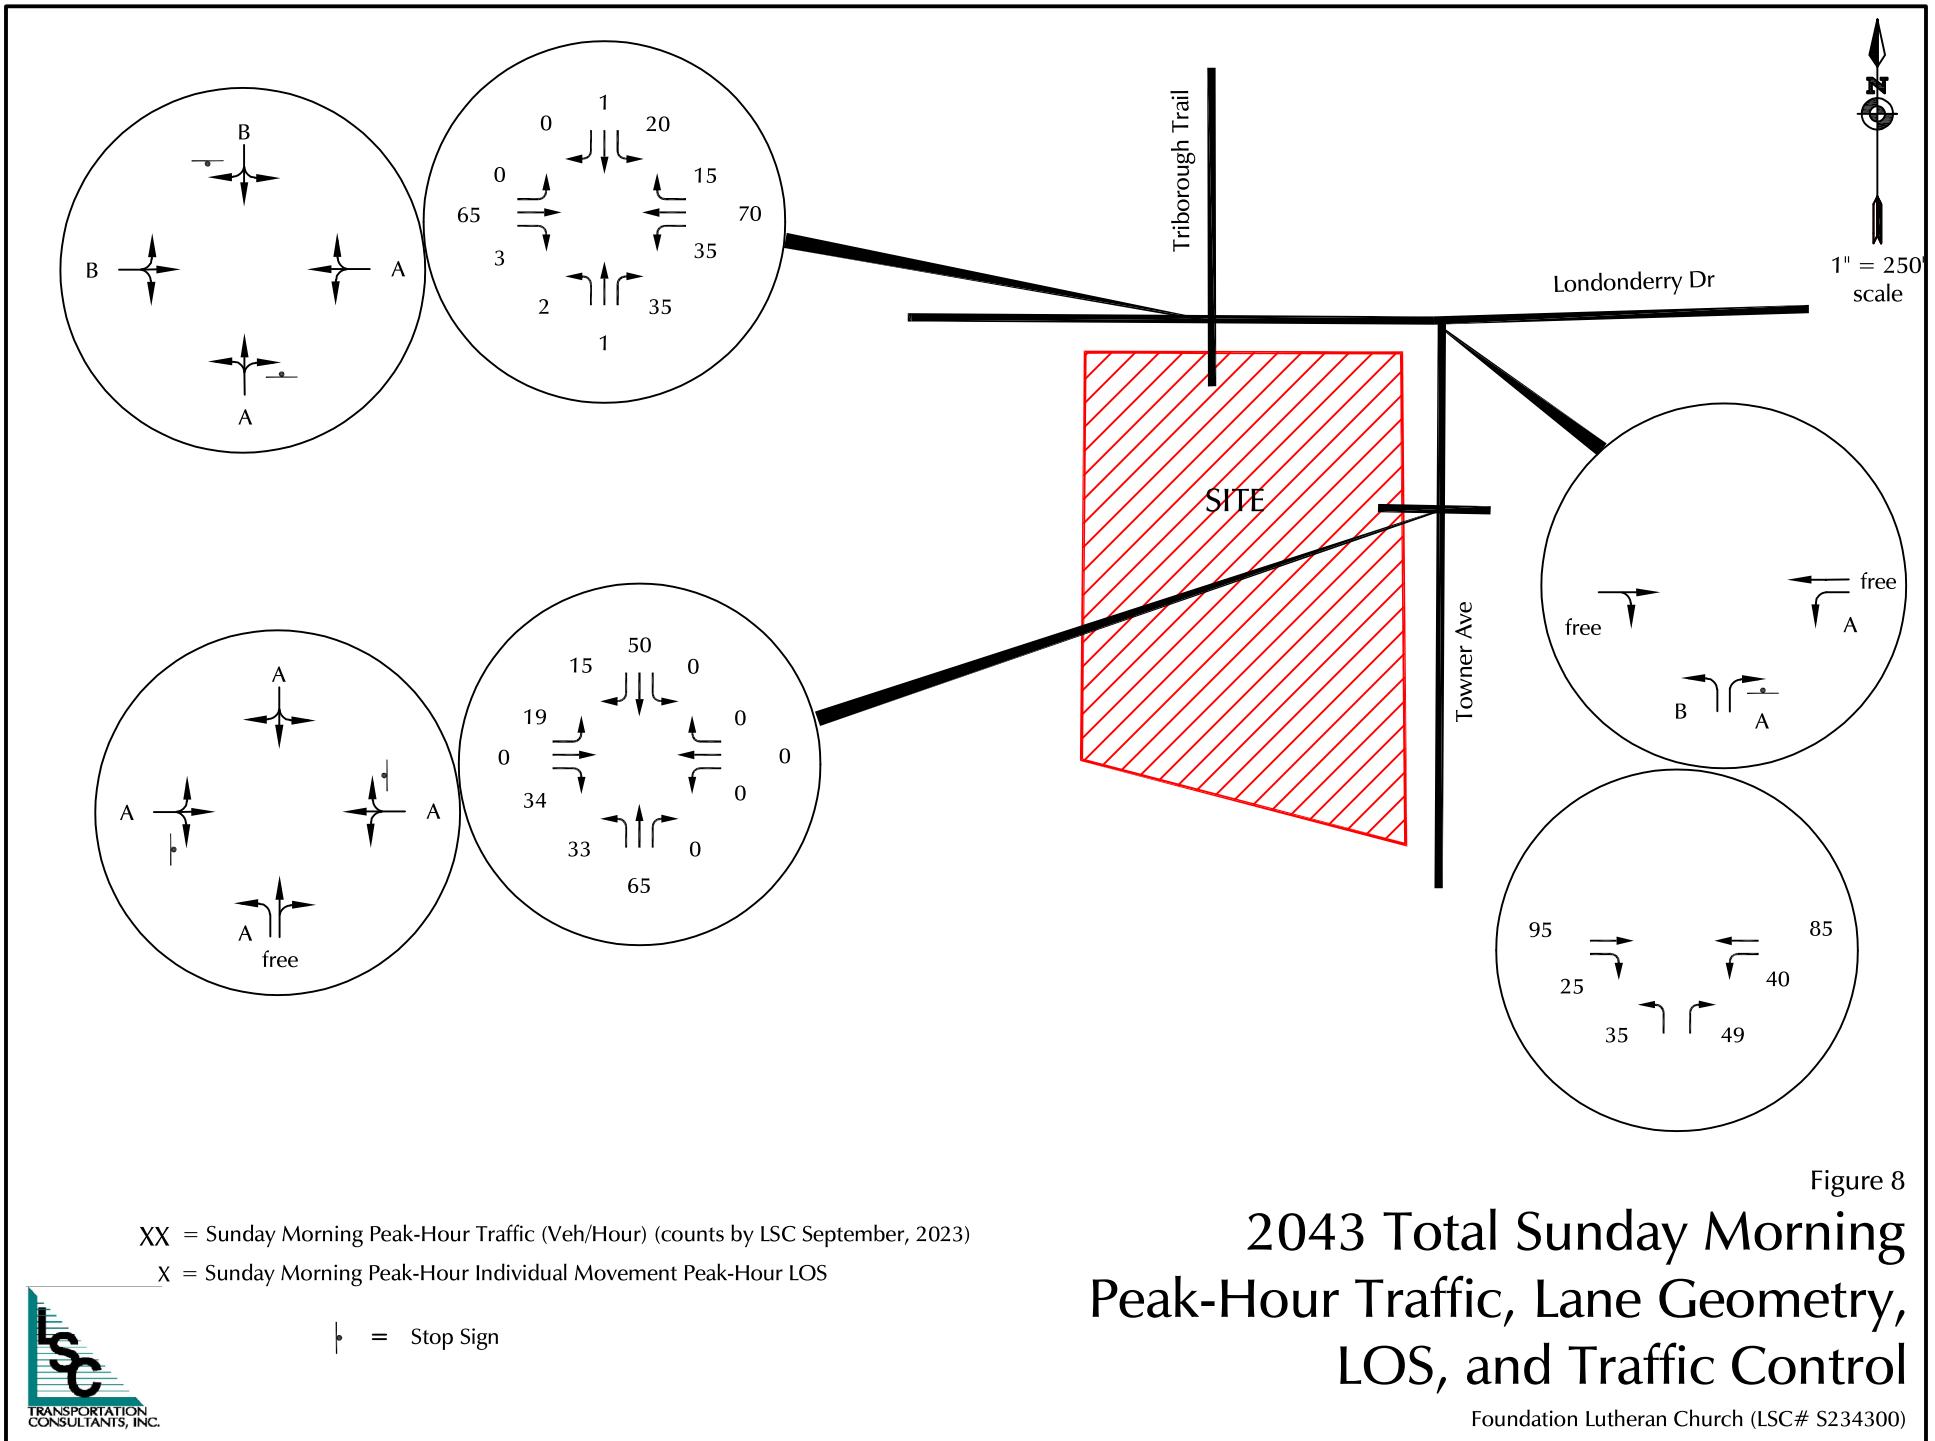 B
B
A
A
0
1
20
0
65
3
15
70
35
2
1
35
Triborough Trail
Londonderry Dr
N
1" = 250'
scale
SITE
Towner Ave
free
free
A
B
A
A
A
A
A
free
15
50
0
19
0
34
0
0
0
33
65
0
95
25
85
40
35
49
Figure 8
2043 Total Sunday Morning
Peak-Hour Traffic, Lane Geometry,
LOS, and Traffic Control
Foundation Lutheran Church (LSC# S234300)
XX = Sunday Morning Peak-Hour Traffic (Veh/Hour) (counts by LSC September, 2023)
X = Sunday Morning Peak-Hour Individual Movement Peak-Hour LOS
= Stop Sign
LSC
TRANSPORTATION
CONSULTANTS, INC.